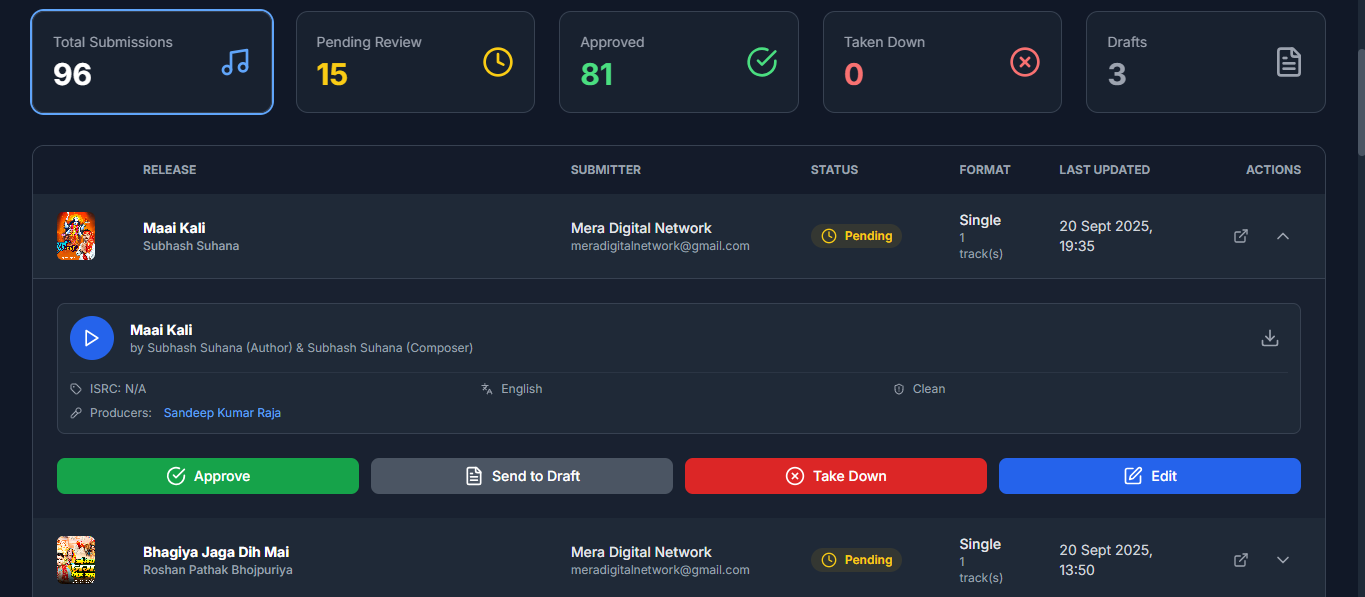 Total Submissions
96
Pending Review
15
Approved
81
Taken Down
0
Drafts
3
RELEASE SUBMITTER STATUS FORMAT LAST UPDATED ACTIONS
Maai Kali
Subhash Suhana
Mera Digital Network
meradigitalnetwork@gmail.com
Pending
Single
1
track(s)
20 Sept 2025,
19:35
Maai Kali
by Subhash Suhana (Author) & Subhash Suhana (Composer)
ISRC: N/A English Clean
Producers: Sandeep Kumar Raja
Approve Send to Draft Take Down Edit
Bhagiya Jaga Dih Mai
Roshan Pathak Bhojpuriya
Mera Digital Network
meradigitalnetwork@gmail.com
Pending
Single
1
track(s)
20 Sept 2025,
13:50